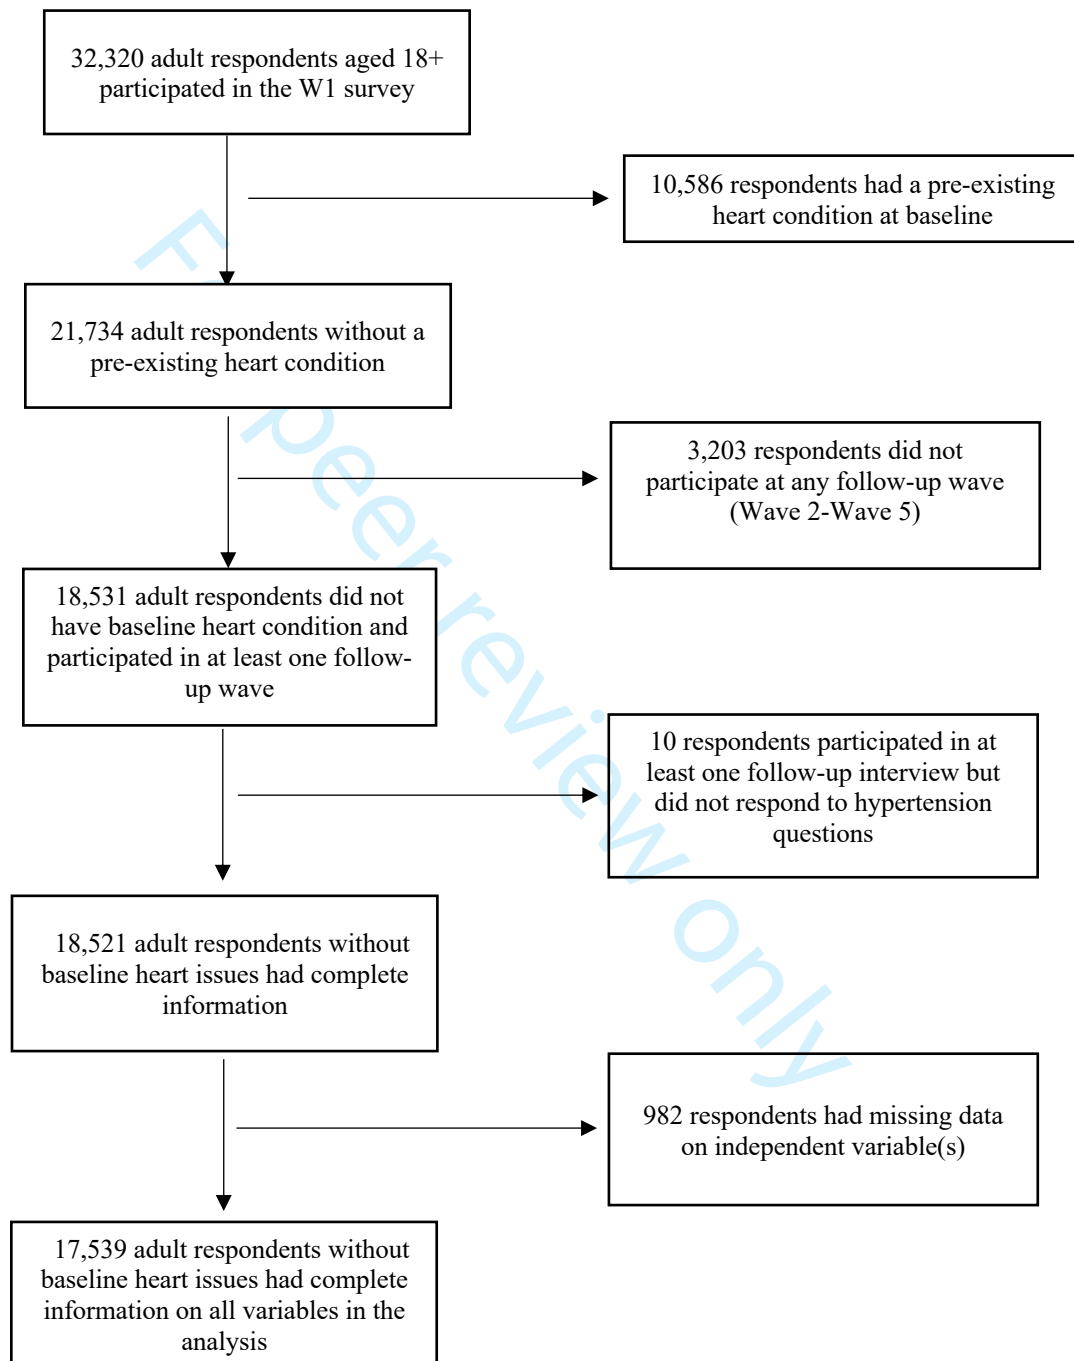 32,320 adult respondents aged 18+
participated in the W1 survey
10,586 respondents had a pre-existing
heart condition at baseline
21,734 adult respondents without a
pre-existing heart condition
3,203 respondents did not
participate at any follow-up wave
(Wave 2-Wave 5)
18,531 adult respondents did not
have baseline heart condition and
participated in at least one follow-
up wave
10 respondents participated in at
least one follow-up interview but
did not respond to hypertension
questions
18,521 adult respondents without
baseline heart issues had complete
information
982 respondents had missing data
on independent variable(s)
17,539 adult respondents without
baseline heart issues had complete
information on all variables in the
analysis
For peer review only